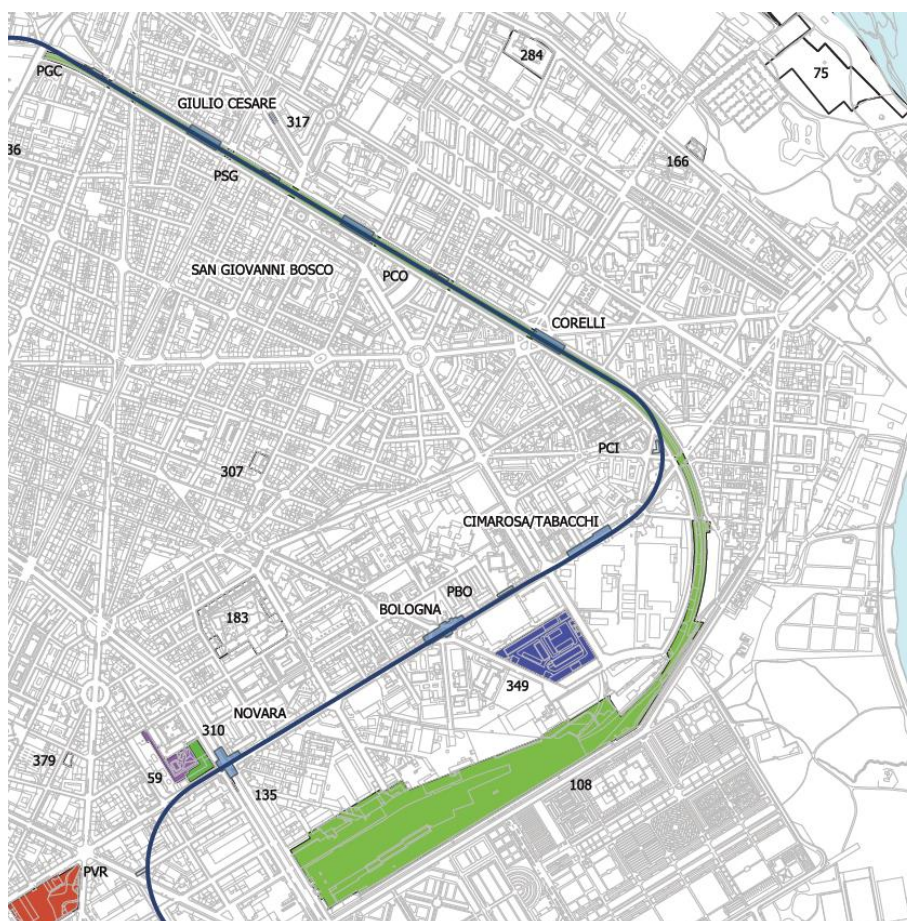 284
75
PGC
GIULIO CESARE
317
36
166
PSG
SAN GIOVANNI BOSCO
PCO
CORELLI
PCI
307
CIMAROSA/TABACCHI
PBO
BOLOGNA
183
349
NOVARA
310
379
59
135
108
PVR